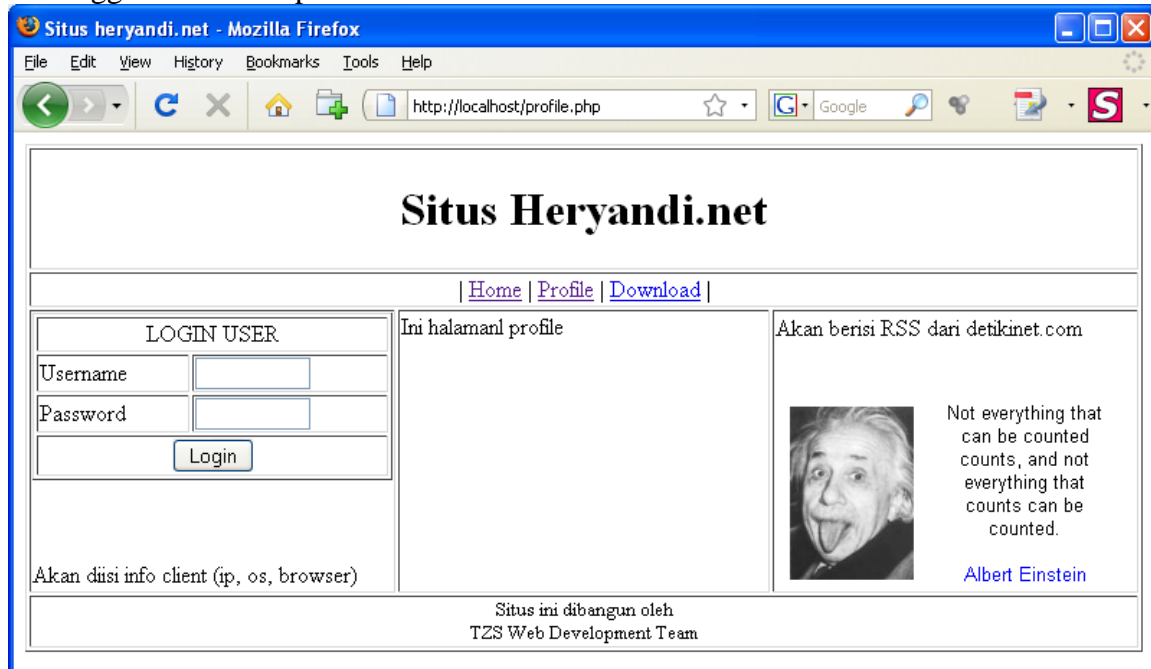 Situs heryandi.net - Mozilla Firefox
File Edit View History Bookmarks Tools Help
http://localhost/profile.php
G Google
S
Situs Heryandi.net
| Home | Profile | Download |
LOGIN USER
Username
Password
Login
Akan diisi info client (ip, os, browser)
Ini halamanl profile
Akan berisi RSS dari detikinet.com
Not everything that
can be counted
counts, and not
everything that
counts can be
counted.
Albert Einstein
Situs ini dibangun oleh
TZS Web Development Team